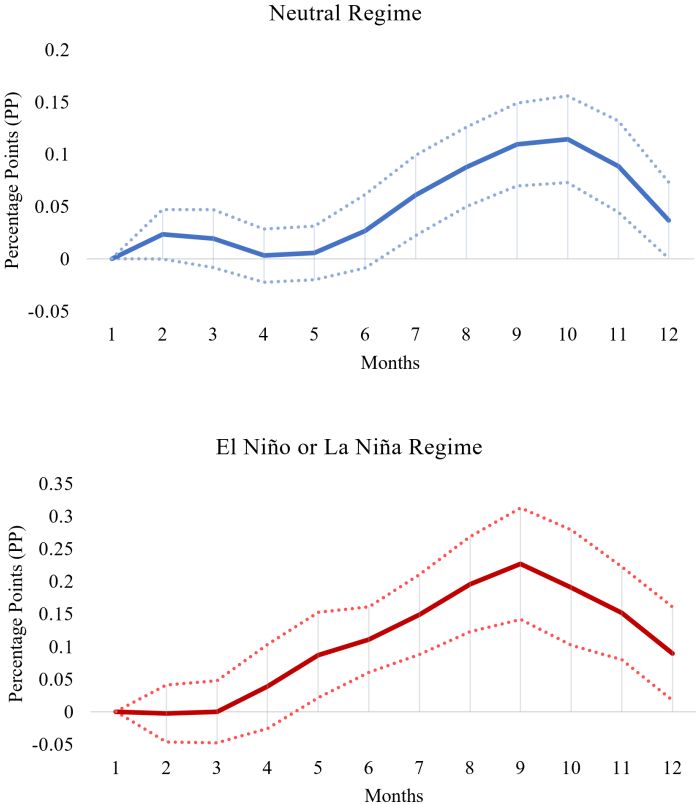 Neutral Regime
0.2
0.15
0.1
0.05
0
-0.05
Percentage Points (PP)
1 2 3 4 5 6 7 8 9 10 11 12
Months
El Niño or La Niña Regime
0.35
0.3
0.25
0.2
0.15
0.1
0.05
0
-0.05
Percentage Points (PP)
1 2 3 4 5 6 7 8 9 10 11 12
Months